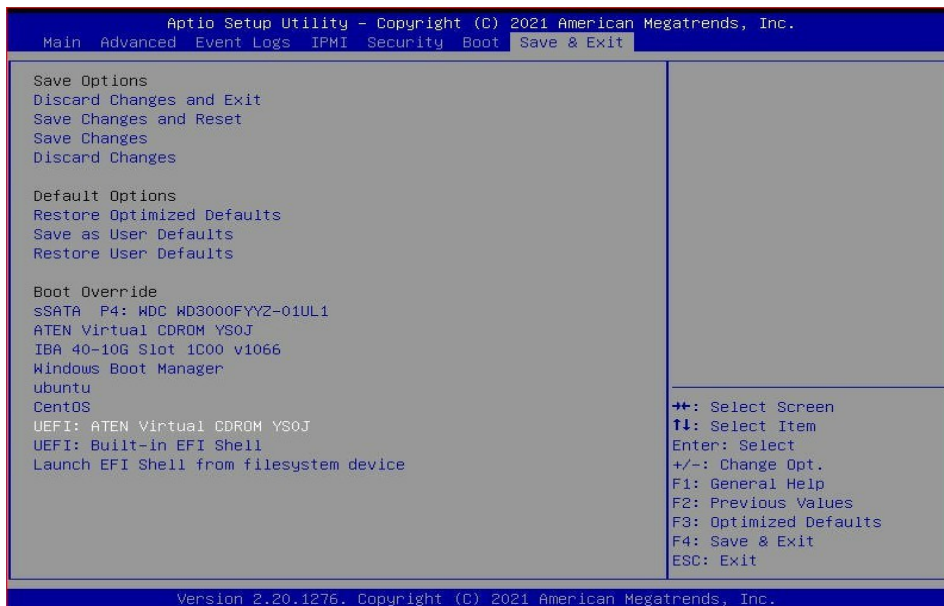 Aptio Setup Utility – Copyright (C) 2021 American Megatrends, Inc.
Main Advanced Event Logs IPMI Security Boot Save & Exit
Save Options
Discard Changes and Exit
Save Changes and Reset
Save Changes
Discard Changes
Default Options
Restore Optimized Defaults
Save as User Defaults
Restore User Defaults
Boot Override
sSATA P4: WDC WD3000FYYZ-01UL1
ATEN Virtual CDROM YS0J
IBA 40-10G Slot 1C00 v1066
Windows Boot Manager
ubuntu
CentOS
UEFI: ATEN Virtual CDROM YS0J
UEFI: Built-in EFI Shell
Launch EFI Shell from filesystem device
→←: Select Screen
↑↓: Select Item
Enter: Select
+/-: Change Opt.
F1: General Help
F2: Previous Values
F3: Optimized Defaults
F4: Save & Exit
ESC: Exit
Version 2.20.1276. Copyright (C) 2021 American Megatrends, Inc.